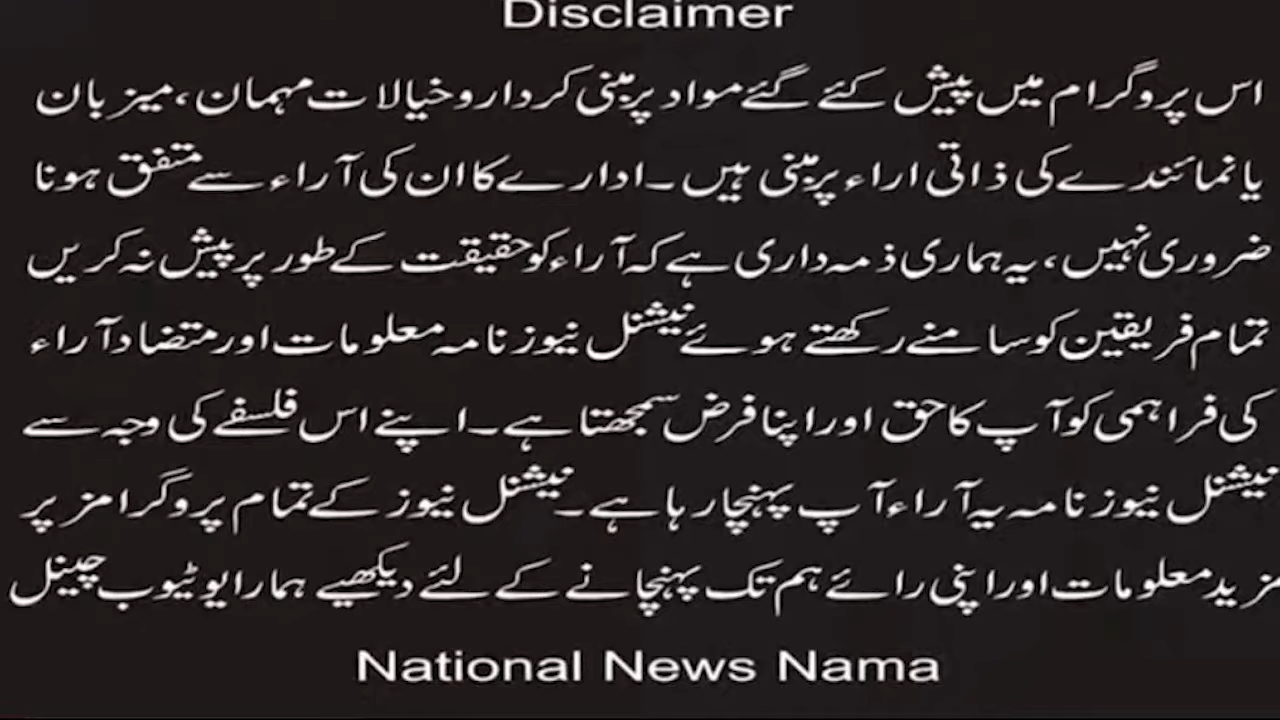 Disclaimer
اس پروگرام میں پیش کئے گئے مواد پر مبنی کردار و خیالات مہمان، میزبان
یا نمائندے کی ذاتی اراء پر مبنی ہیں۔ ادارے کا ان کی آراء سے متفق ہونا
ضروری نہیں، یہ ہماری ذمہ داری ہے کہ آراء کو حقیقت کے طور پر پیش نہ کریں
تمام فریقین کو سامنے رکھتے ہوئے نیشنل نیوز نامہ معلومات اور متضاد آراء
کی فراہمی کو آپ کا حق اور اپنا فرض سمجھتا ہے۔ اپنے اس فلسفے کی وجہ سے
نیشنل نیوز نامہ یہ آراء آپ پہنچا رہا ہے۔ نیشنل نیوز کے تمام پروگرامز پر
مزید معلومات اور اپنی رائے ہم تک پہنچانے کے لئے دیکھیے ہمارا یوٹیوب چینل
National News Nama